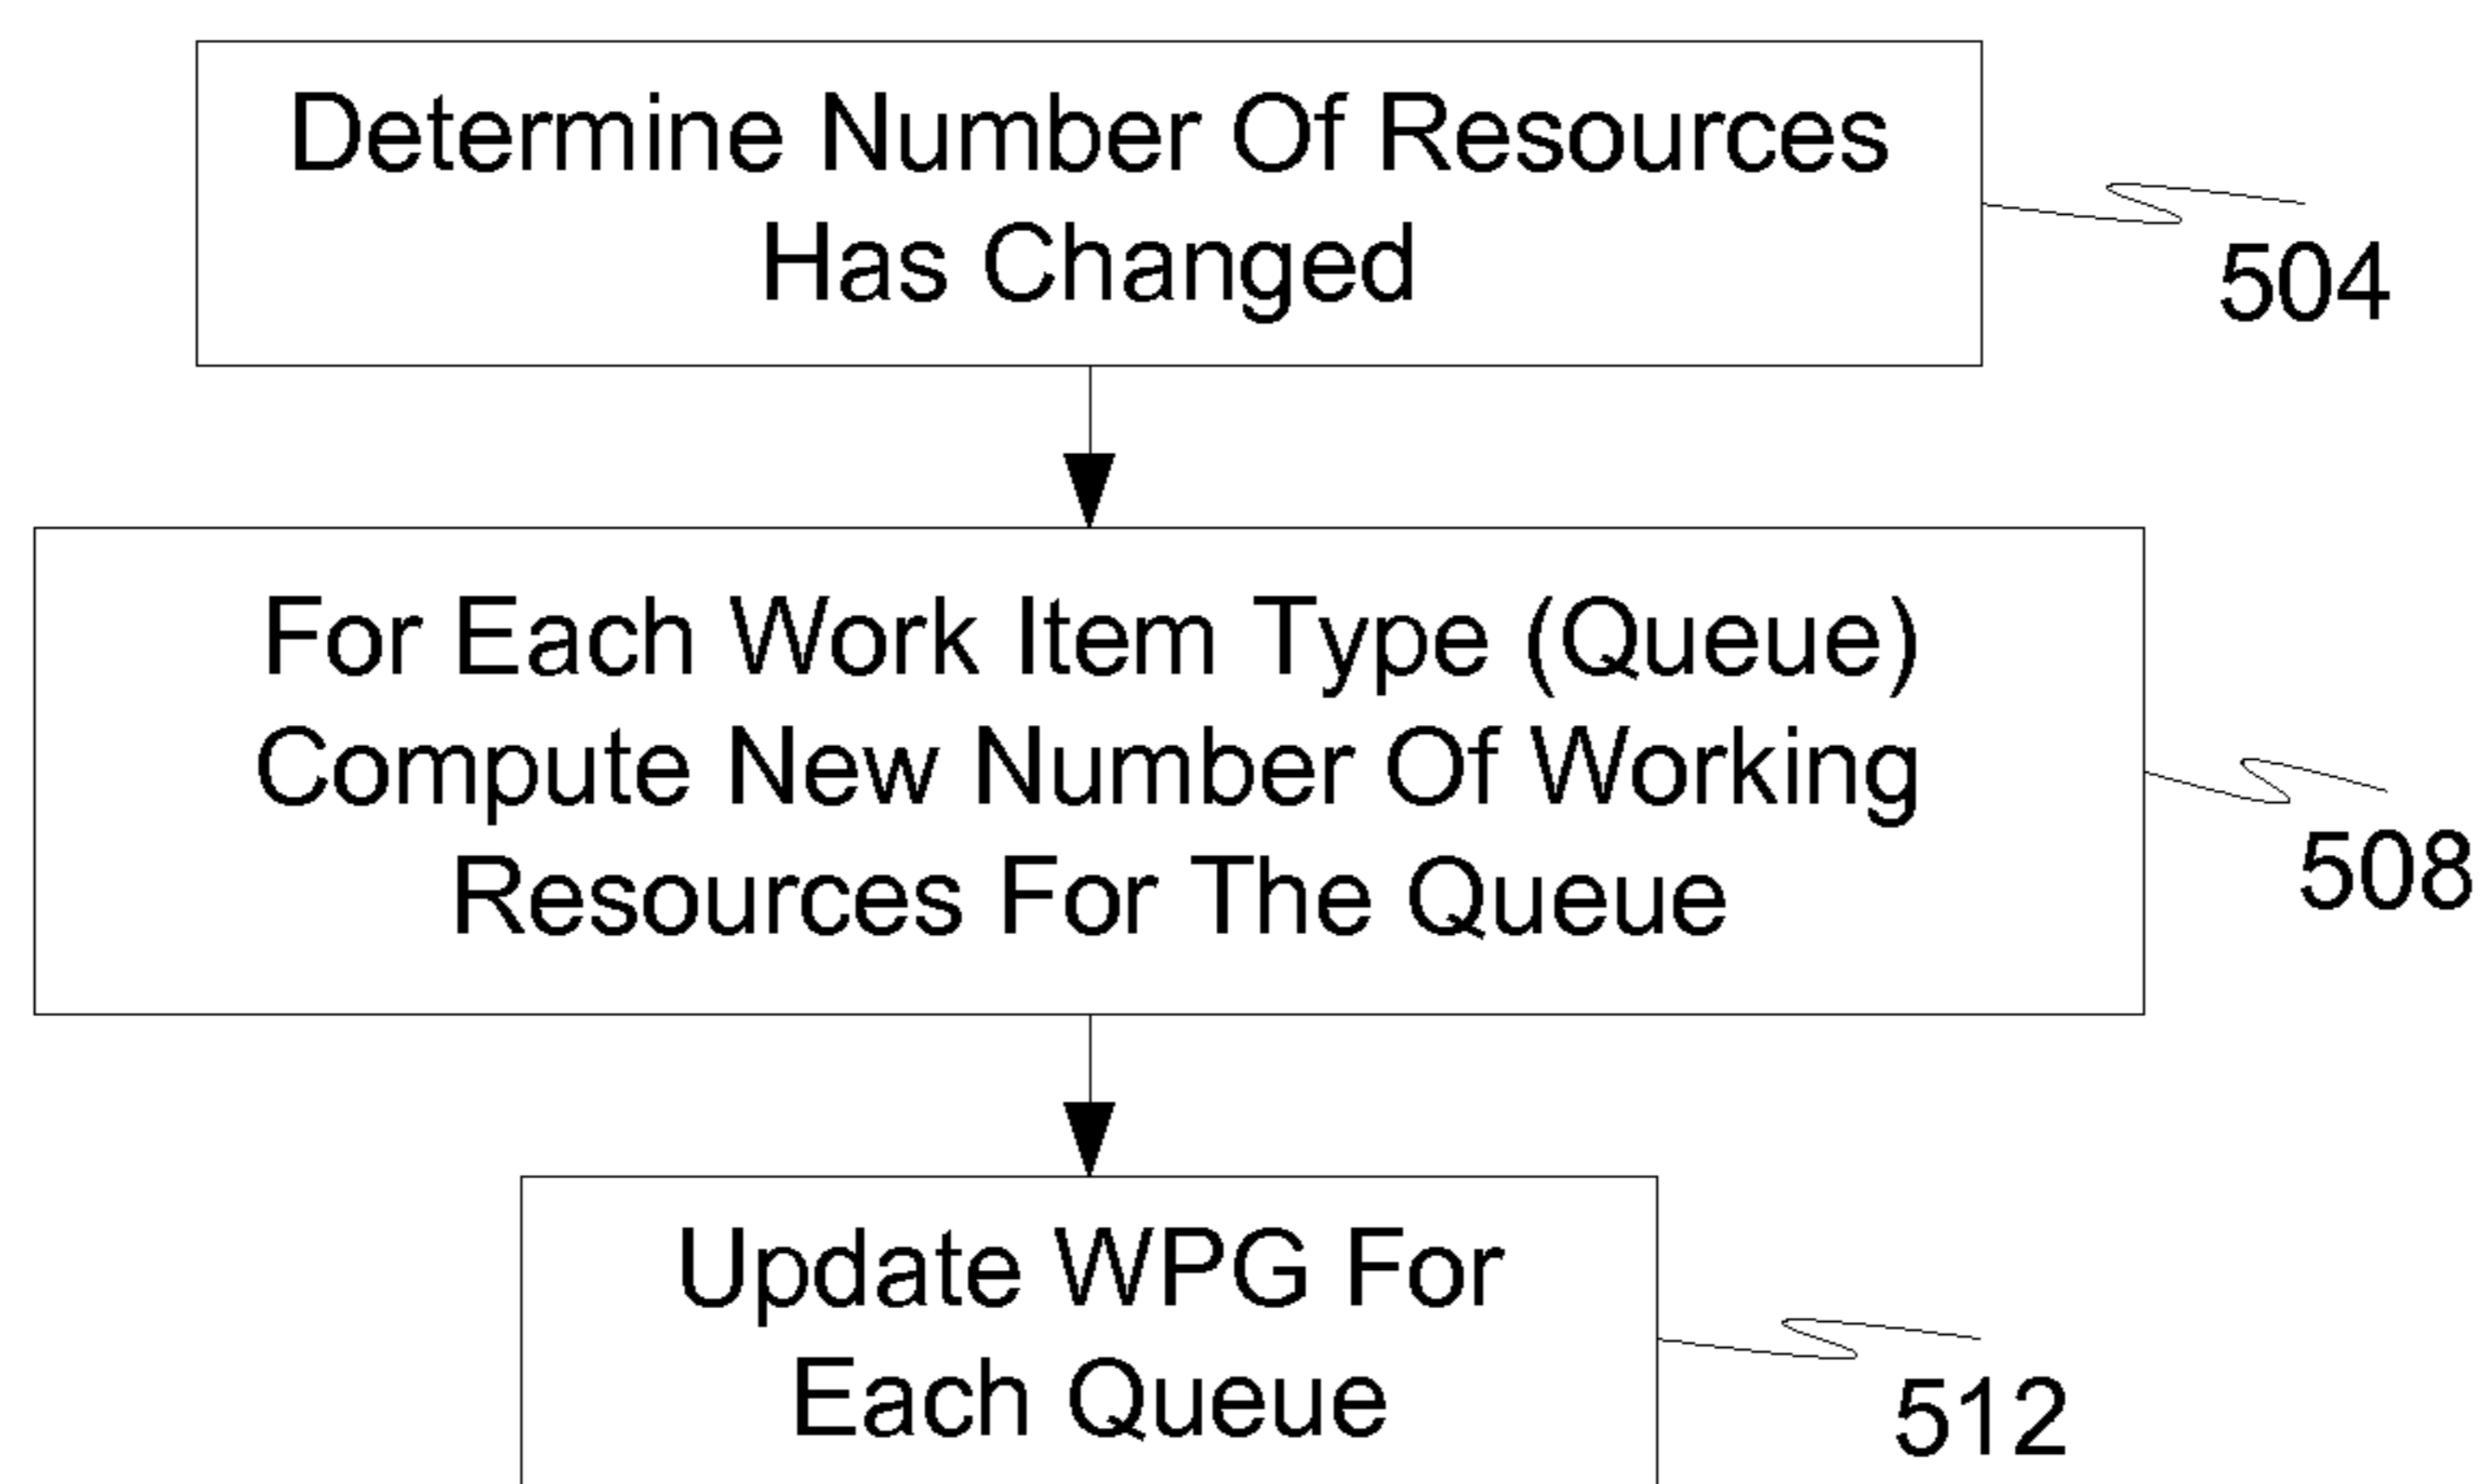 Determine Number Of Resources
Has Changed
504
For Each Work Item Type (Queue)
Compute New Number Of Working
Resources For The Queue
508
Update WPG For
Each Queue
512